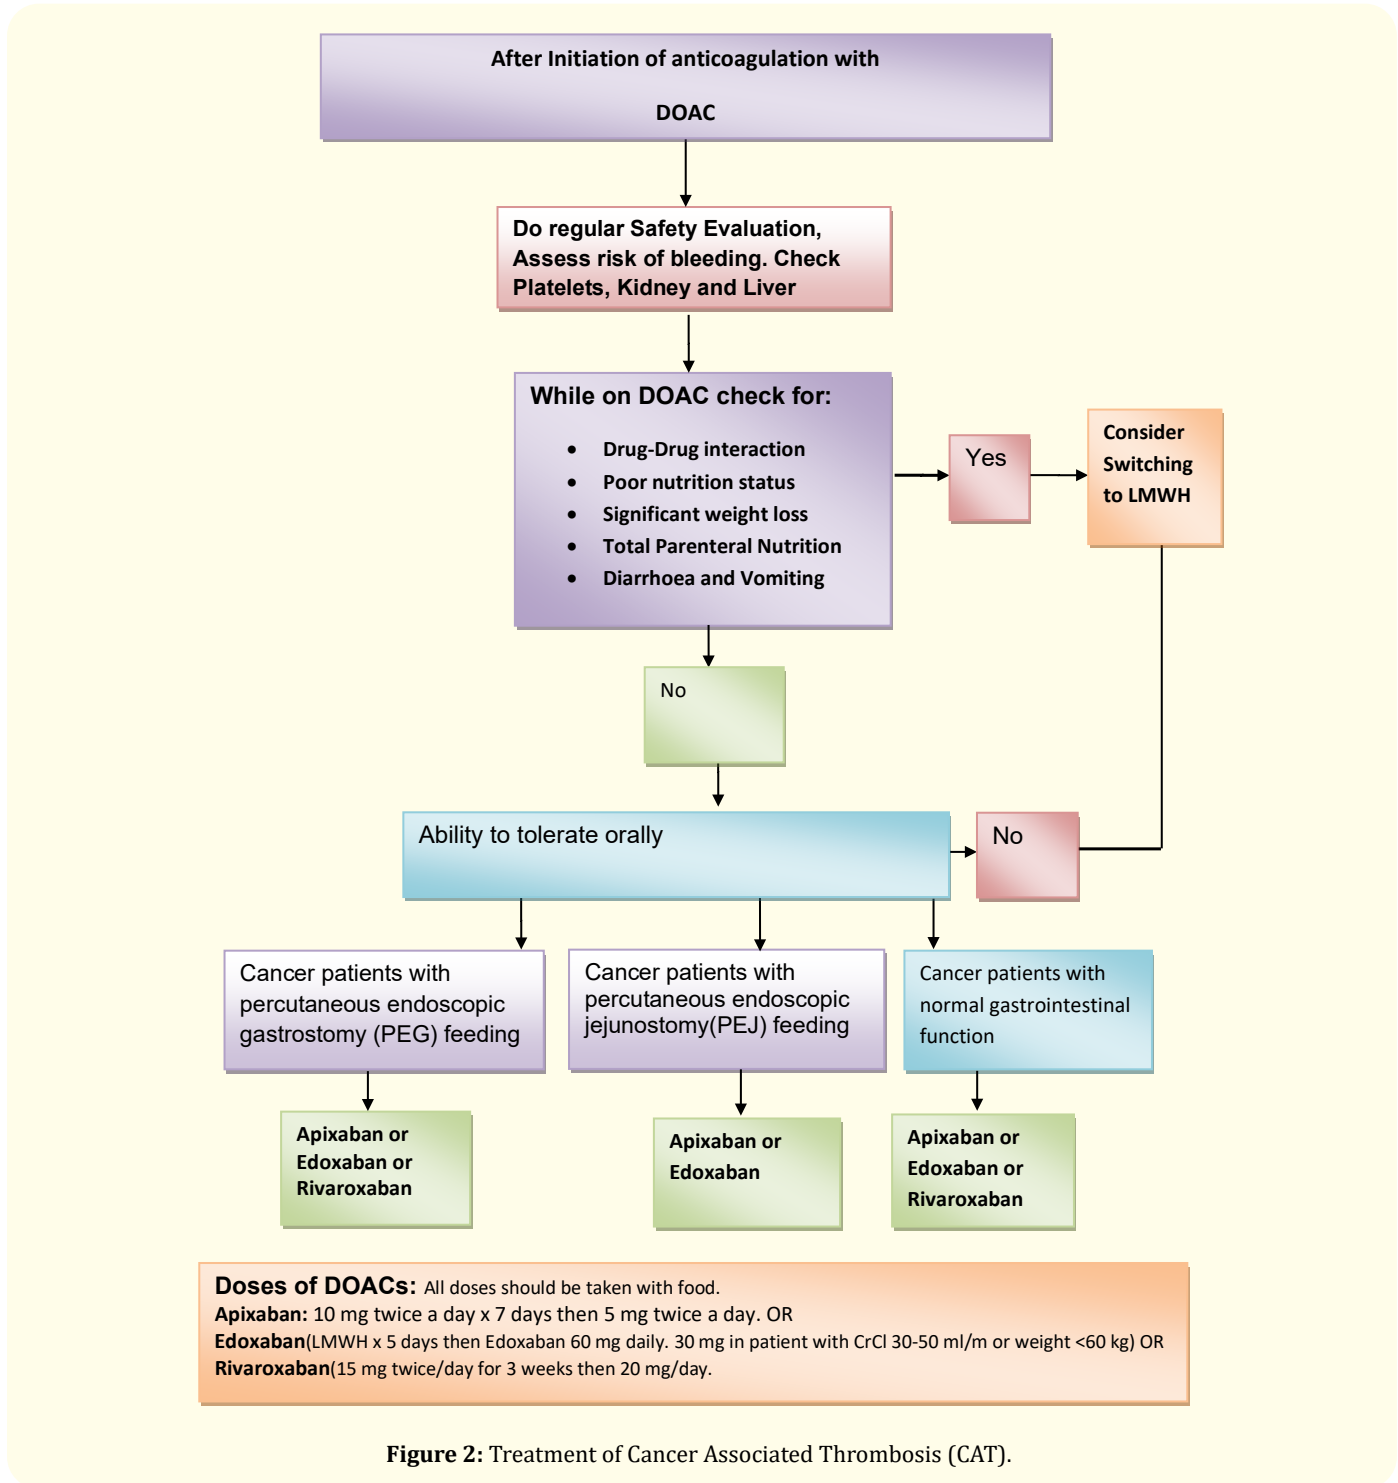 After Initiation of anticoagulation with
DOAC
Do regular Safety Evaluation,
Assess risk of bleeding. Check
Platelets, Kidney and Liver
While on DOAC check for:
• Drug-Drug interaction
• Poor nutrition status
• Significant weight loss
• Total Parenteral Nutrition
• Diarrhoea and Vomiting
Yes
Consider
Switching
to LMWH
No
Ability to tolerate orally
No
Cancer patients with
percutaneous endoscopic
gastrostomy (PEG) feeding
Cancer patients with
percutaneous endoscopic
jejunostomy(PEJ) feeding
Cancer patients with
normal gastrointestinal
function
Apixaban or
Edoxaban or
Rivaroxaban
Apixaban or
Edoxaban
Apixaban or
Edoxaban or
Rivaroxaban
Doses of DOACs: All doses should be taken with food.
Apixaban: 10 mg twice a day x 7 days then 5 mg twice a day. OR
Edoxaban(LMWH x 5 days then Edoxaban 60 mg daily. 30 mg in patient with CrCl 30-50 ml/m or weight <60 kg) OR
Rivaroxaban(15 mg twice/day for 3 weeks then 20 mg/day.
Figure 2: Treatment of Cancer Associated Thrombosis (CAT).